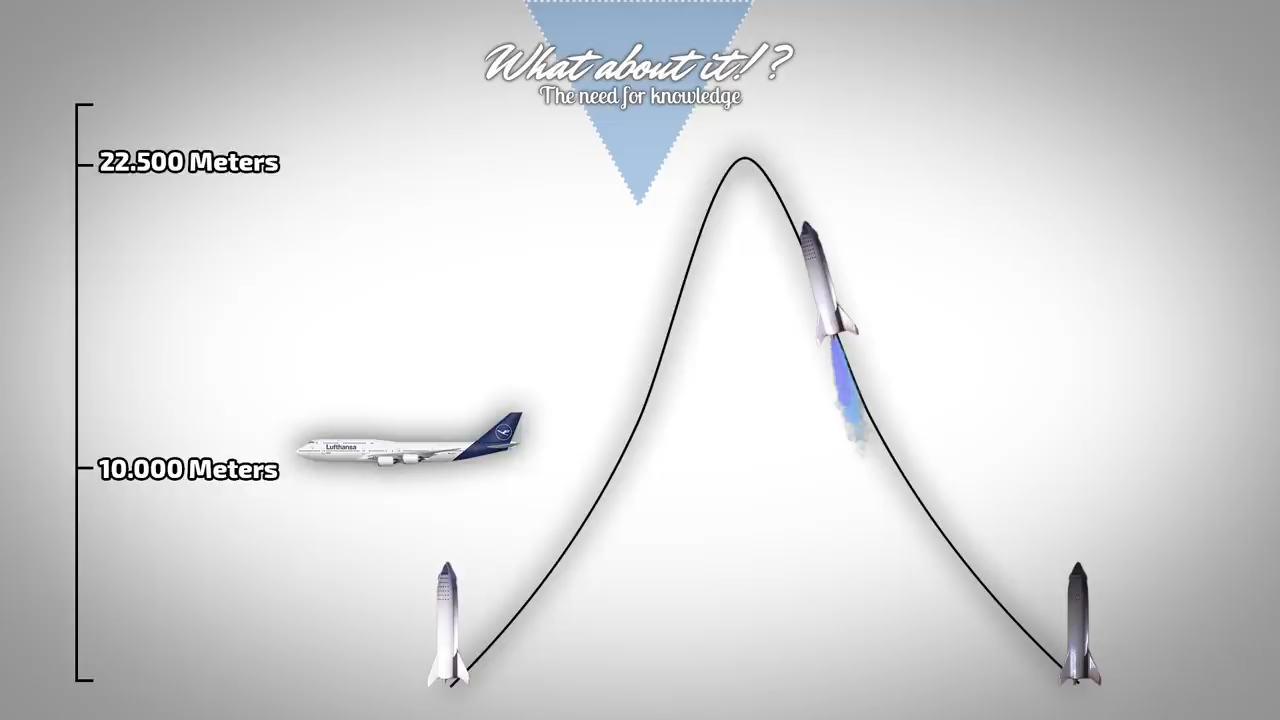 What about it!?
The need for knowledge
22.500 Meters
Lufthansa
10.000 Meters